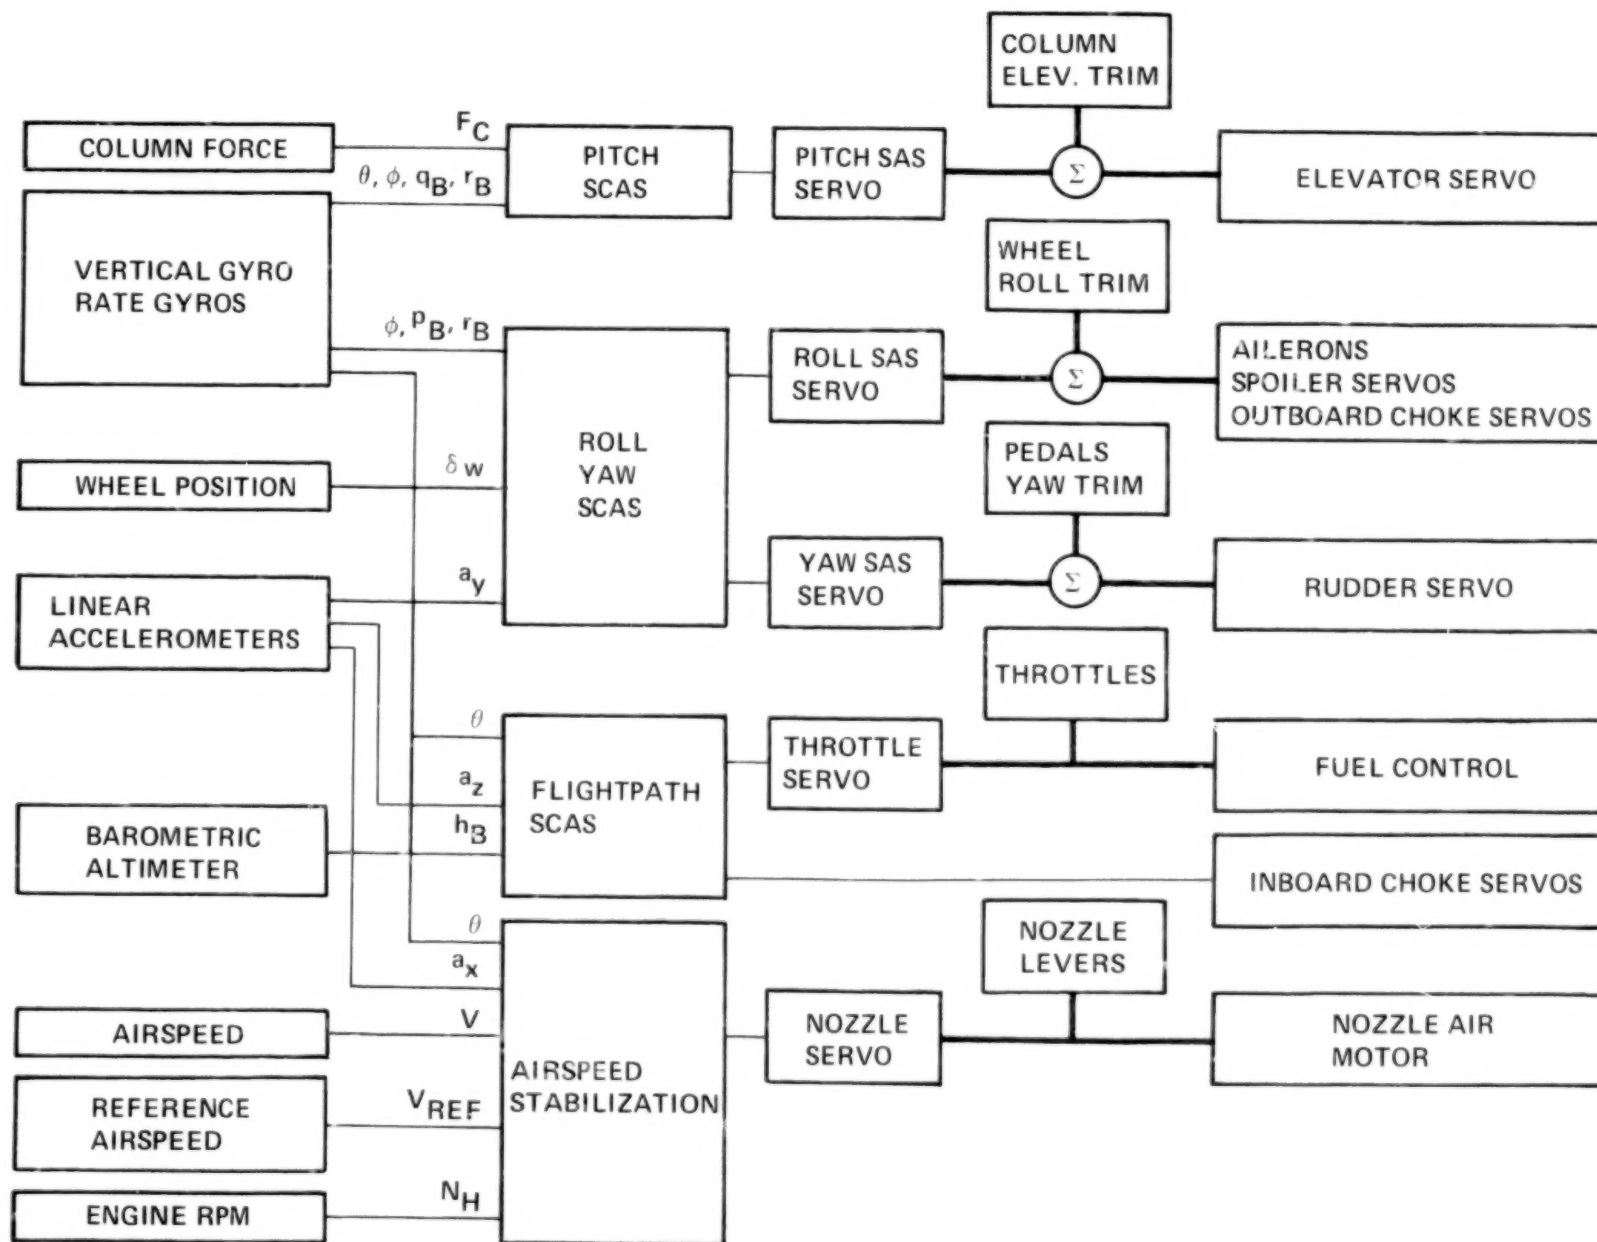 COLUMN
ELEV. TRIM
COLUMN FORCE
F_C
PITCH
SCAS
PITCH SAS
SERVO
Σ
ELEVATOR SERVO
θ, φ, q_B, r_B
VERTICAL GYRO
RATE GYROS
WHEEL
ROLL TRIM
φ, p_B, r_B
ROLL
YAW
SCAS
ROLL SAS
SERVO
Σ
AILERONS
SPOILER SERVOS
OUTBOARD CHOKE SERVOS
WHEEL POSITION
δ_w
PEDALS
YAW TRIM
LINEAR
ACCELEROMETERS
a_y
YAW SAS
SERVO
Σ
RUDDER SERVO
THROTTLES
θ
a_z
h_B
FLIGHTPATH
SCAS
THROTTLE
SERVO
FUEL CONTROL
BAROMETRIC
ALTIMETER
INBOARD CHOKE SERVOS
θ
a_x
V
V_REF
N_H
AIRSPEED
STABILIZATION
NOZZLE
LEVERS
AIRSPEED
NOZZLE
SERVO
NOZZLE AIR
MOTOR
REFERENCE
AIRSPEED
ENGINE RPM